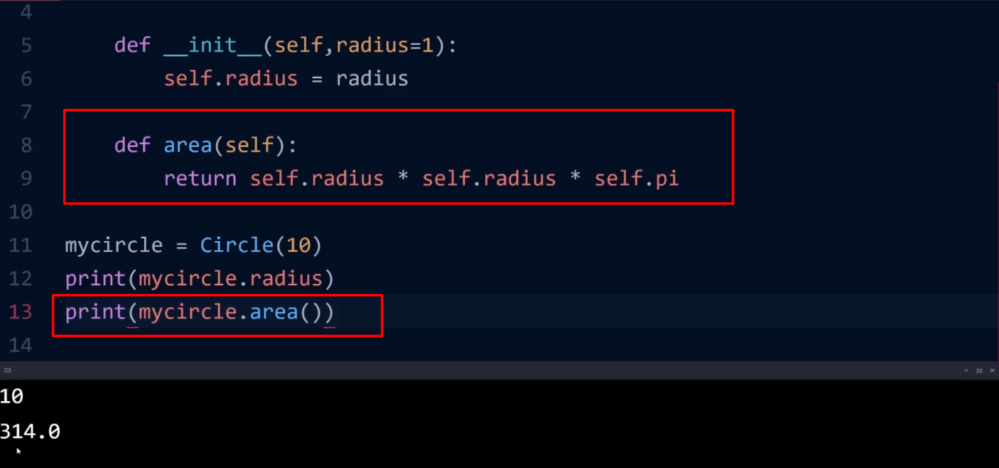 4
5 def __init__(self,radius=1):
6 self.radius = radius
7
8 def area(self):
9 return self.radius * self.radius * self.pi
10
11 mycircle = Circle(10)
12 print(mycircle.radius)
13 print(mycircle.area())
14
10
314.0